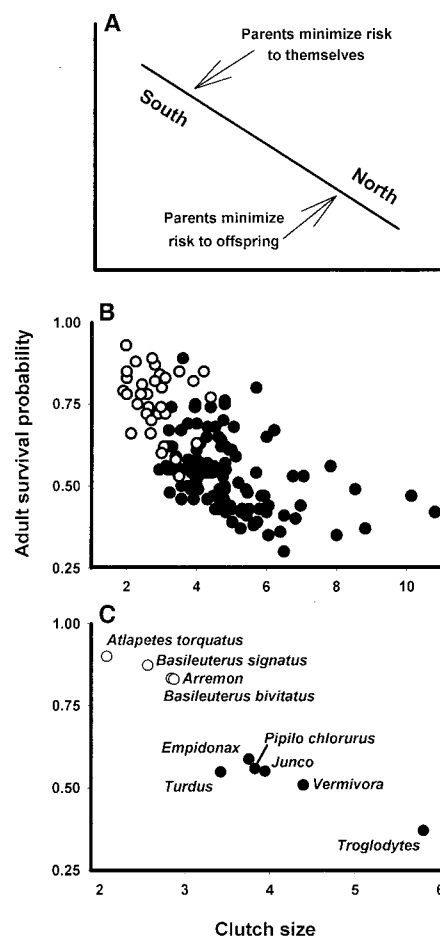 A
Parents minimize risk
to themselves
South
North
Parents minimize
risk to offspring
B
Adult survival probability
1.00
0.75
0.50
0.25
2 4 6 8 10
C
1.00
Atlapetes torquatus
Basileuterus signatus
Arremon
Basileuterus bivitatus
0.75
Empidonax
Pipilo chlorurus
Junco
Turdus
Vermivora
0.50
Troglodytes
0.25
2 3 4 5 6
Clutch size